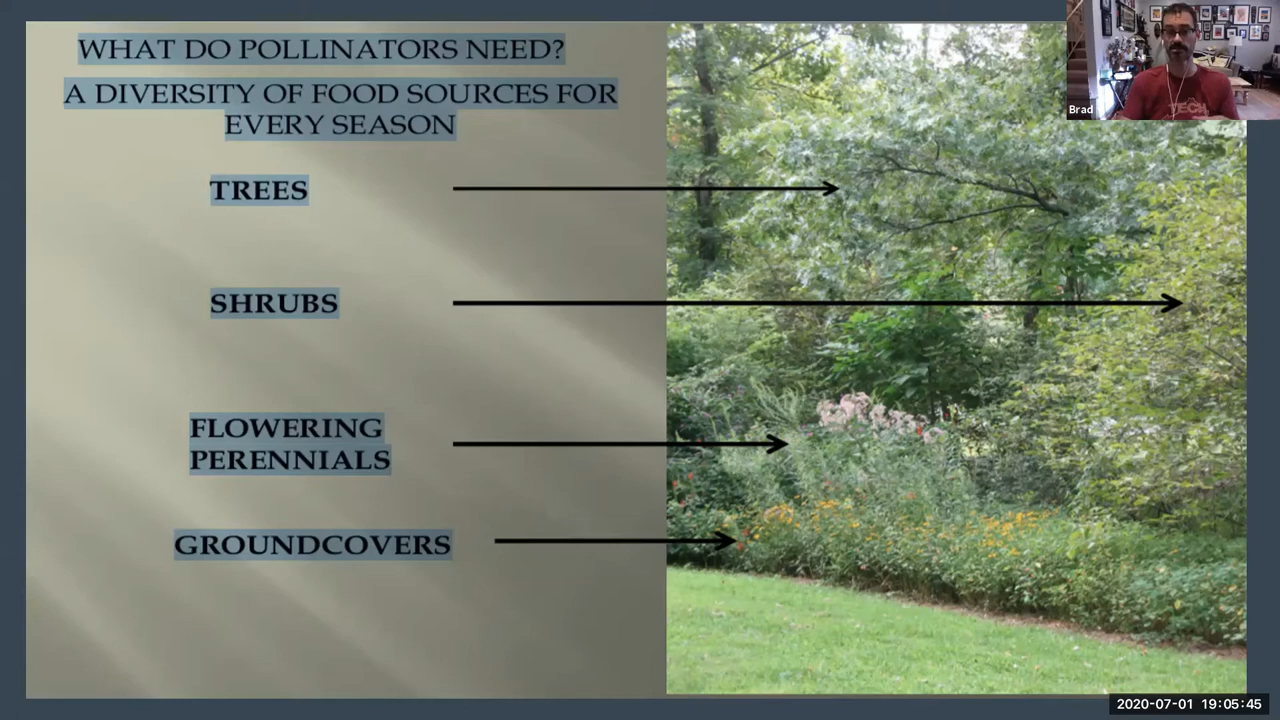 WHAT DO POLLINATORS NEED?
A DIVERSITY OF FOOD SOURCES FOR
EVERY SEASON
TREES
SHRUBS
FLOWERING
PERENNIALS
GROUNDCOVERS
Brad
TECH
2020-07-01 19:05:45